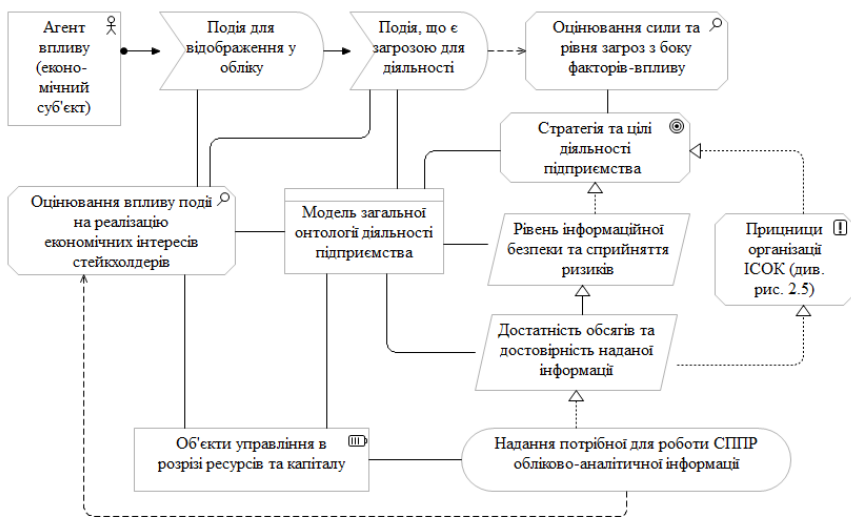 Агент
впливу
(еконо-
мічний
суб'єкт)
Подія для
відображення у
обліку
Подія, що є
загрозою для
діяльності
Оцінювання сили та
рівня загроз з боку
факторів-впливу
Стратегія та цілі
діяльності
підприємства
Оцінювання впливу події
на реалізацію
економічних інтересів
стейкхолдерів
Модель загальної
онтології діяльності
підприємства
Рівень інформаційної
безпеки та сприйняття
ризиків
Прицники
організації
ІСОК (див.
рис. 2.5)
Достатність обсягів та
достовірність наданої
інформації
Об'єкти управління в
розрізі ресурсів та капіталу
Надання потрібної для роботи СППР
обліково-аналітичної інформації